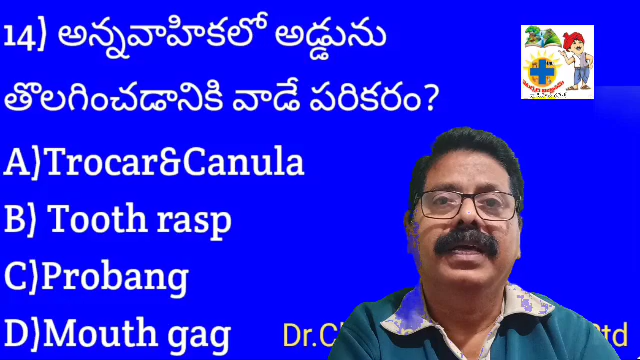 14) అన్నవాహికలో అడ్డును
తొలగించడానికి వాడే పరికరం?
A)Trocar&Canula
B) Tooth rasp
C)Probang
D)Mouth gag